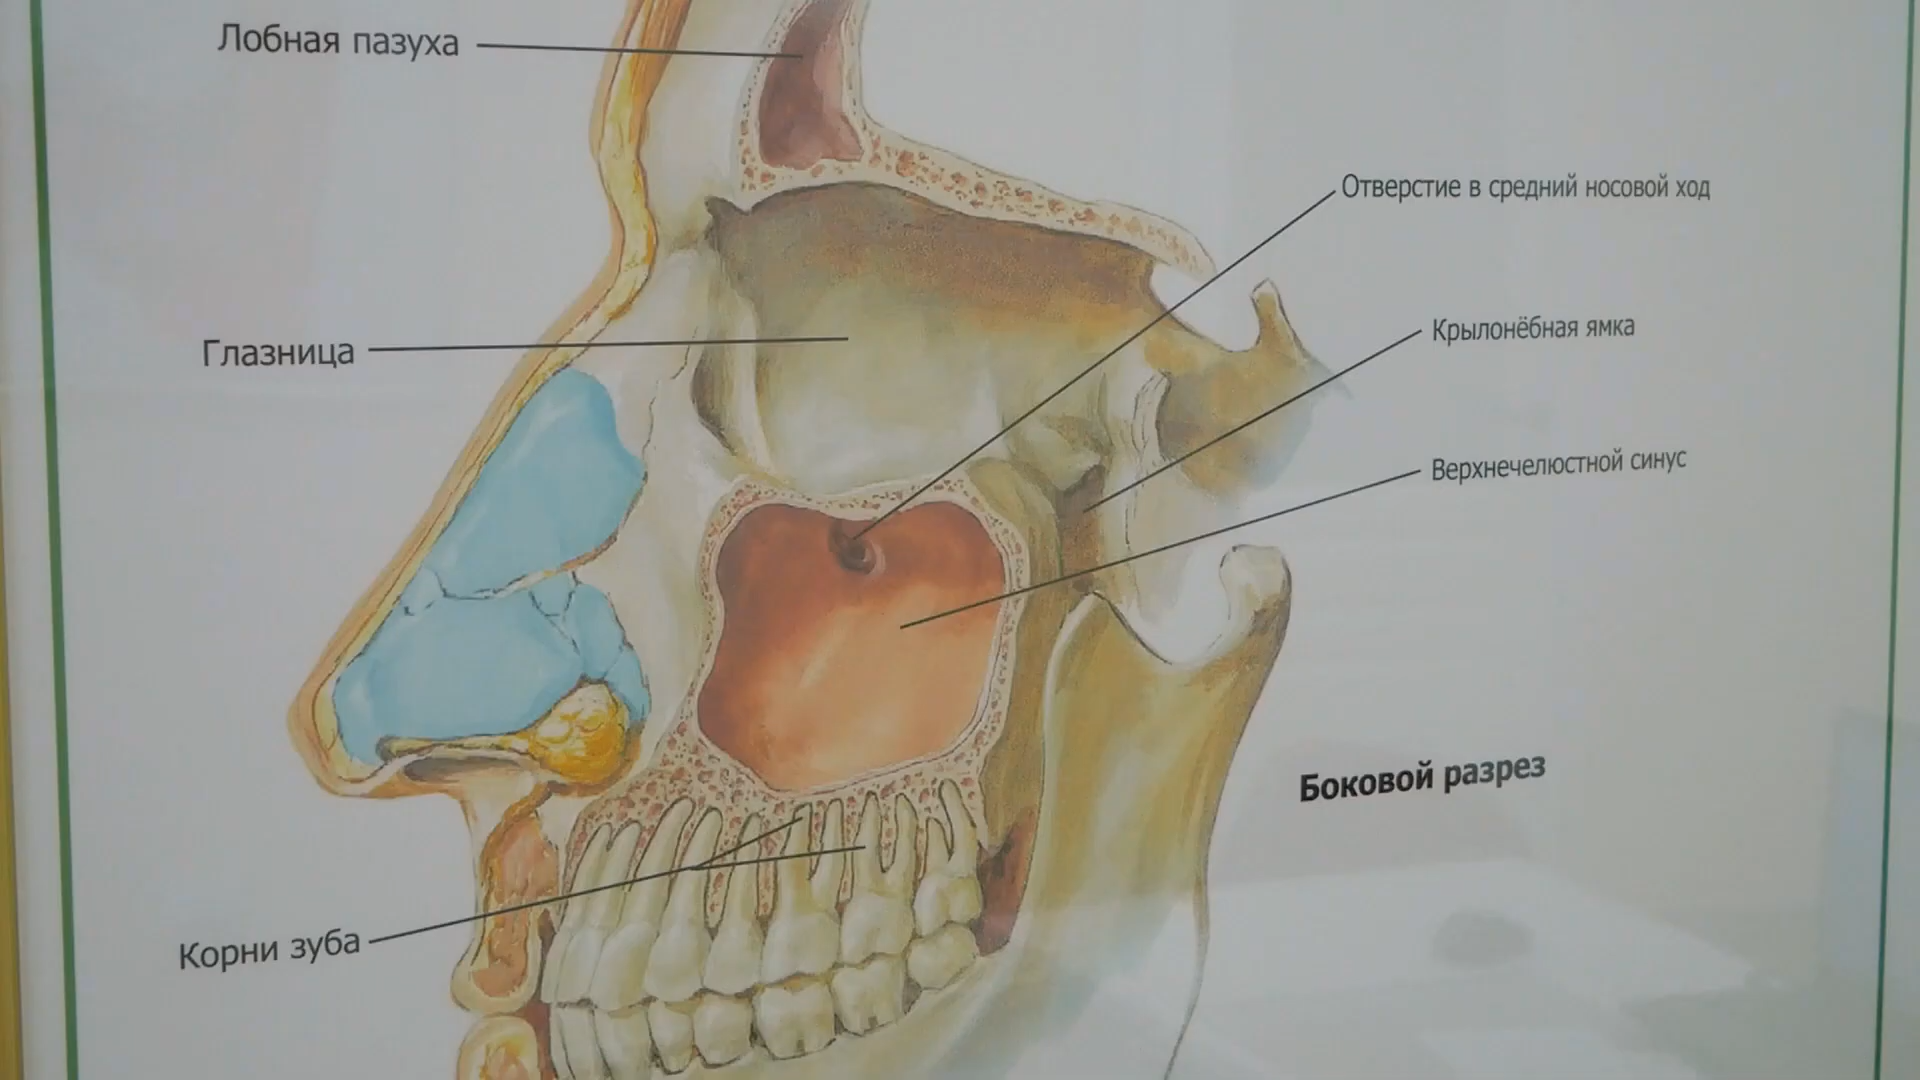 Лобная пазуха
Отверстие в средний носовой ход
Крылонёбная ямка
Глазница
Верхнечелюстной синус
Боковой разрез
Корни зуба